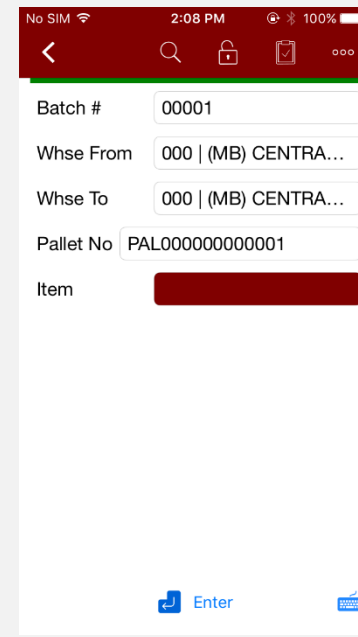 No SIM 2:08 PM 100%
Batch # 00001
Whse From 000 | (MB) CENTRA...
Whse To 000 | (MB) CENTRA...
Pallet No PAL000000000001
Item
Enter